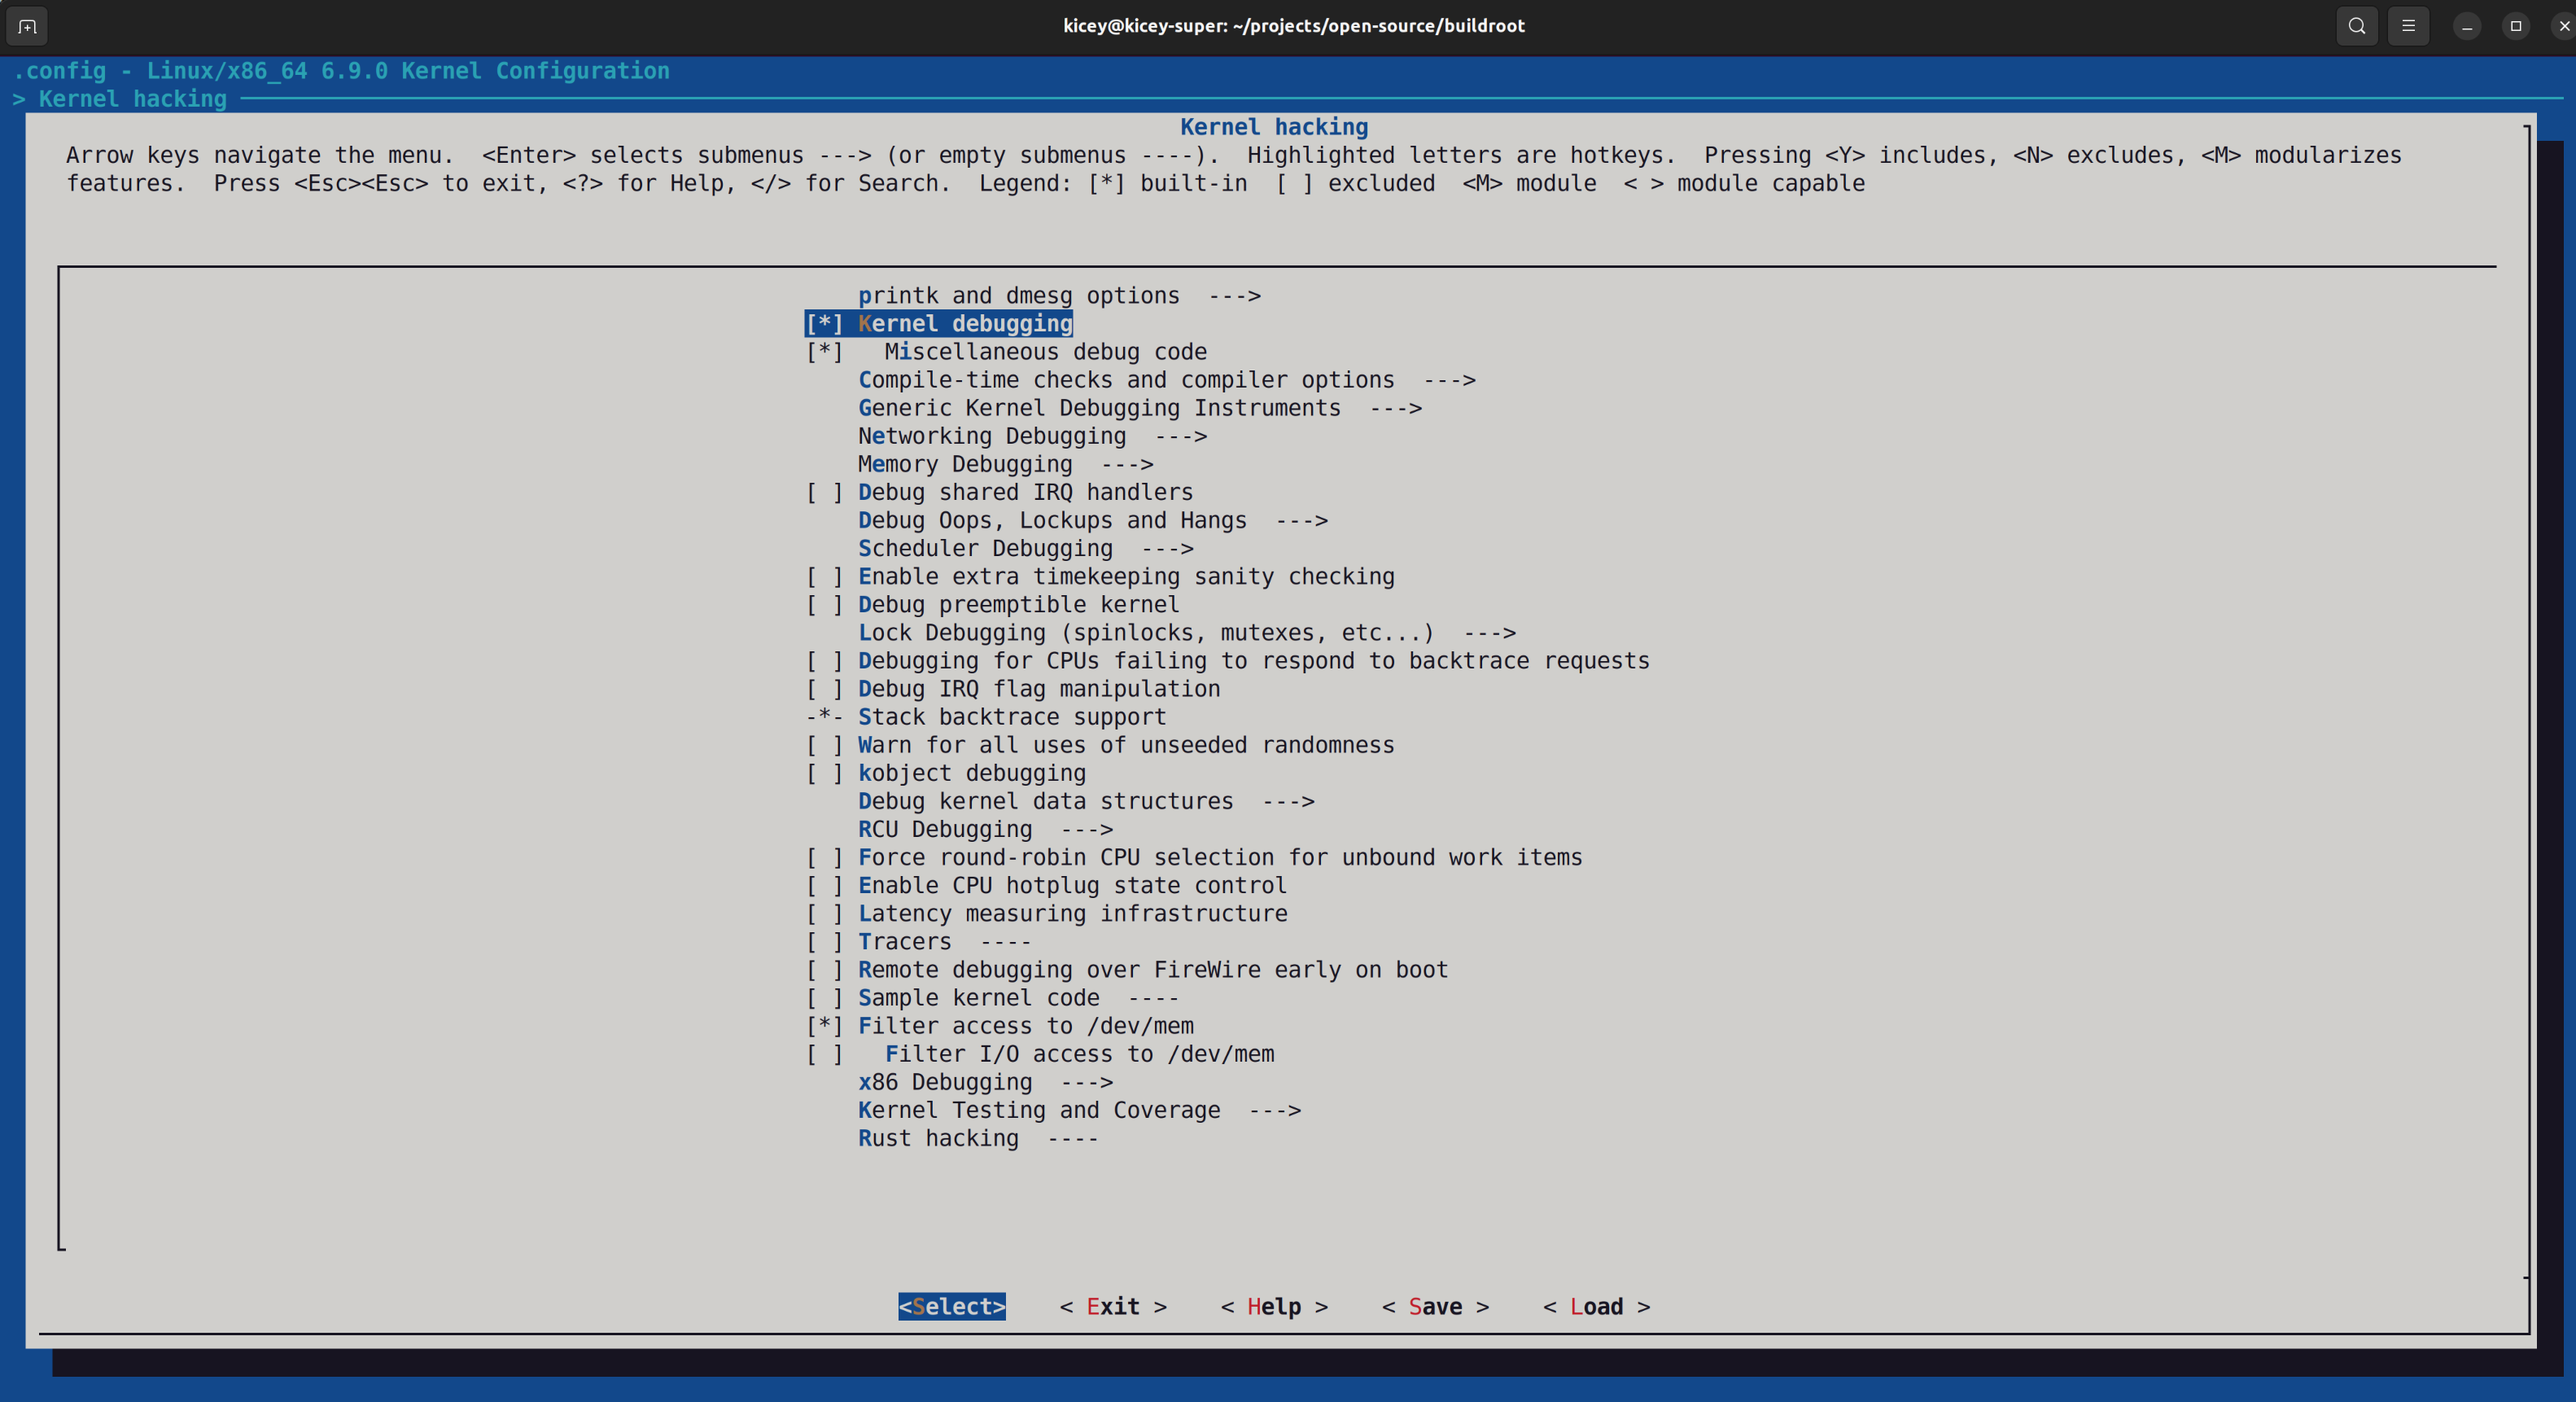 kicey@kicey-super: ~/projects/open-source/buildroot
.config - Linux/x86_64 6.9.0 Kernel Configuration
> Kernel hacking
Kernel hacking
Arrow keys navigate the menu.  <Enter> selects submenus ---> (or empty submenus ----).  Highlighted letters are hotkeys.  Pressing <Y> includes, <N> excludes, <M> modularizes
features.  Press <Esc><Esc> to exit, <?> for Help, </> for Search.  Legend: [*] built-in  [ ] excluded  <M> module  < > module capable
printk and dmesg options  --->
[*] Kernel debugging
[*]   Miscellaneous debug code
Compile-time checks and compiler options  --->
Generic Kernel Debugging Instruments  --->
Networking Debugging  --->
Memory Debugging  --->
[ ] Debug shared IRQ handlers
Debug Oops, Lockups and Hangs  --->
Scheduler Debugging  --->
[ ] Enable extra timekeeping sanity checking
[ ] Debug preemptible kernel
Lock Debugging (spinlocks, mutexes, etc...)  --->
[ ] Debugging for CPUs failing to respond to backtrace requests
[ ] Debug IRQ flag manipulation
-*- Stack backtrace support
[ ] Warn for all uses of unseeded randomness
[ ] kobject debugging
Debug kernel data structures  --->
RCU Debugging  --->
[ ] Force round-robin CPU selection for unbound work items
[ ] Enable CPU hotplug state control
[ ] Latency measuring infrastructure
[ ] Tracers  ----
[ ] Remote debugging over FireWire early on boot
[ ] Sample kernel code  ----
[*] Filter access to /dev/mem
[ ]   Filter I/O access to /dev/mem
x86 Debugging  --->
Kernel Testing and Coverage  --->
Rust hacking  ----
<Select>    < Exit >    < Help >    < Save >    < Load >